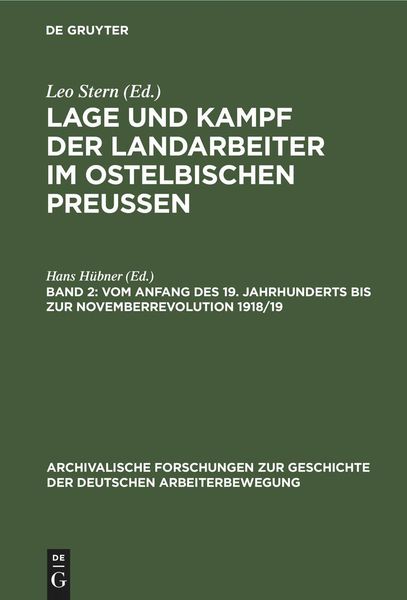 DE GRUYTER
Leo Stern (Ed.)
LAGE UND KAMPF
DER LANDARBEITER
IM OSTELBISCHEN
PREUSSEN
Hans Hübner (Ed.)
BAND 2: VOM ANFANG DES 19. JAHRHUNDERTS BIS
ZUR NOVEMBERREVOLUTION 1918/19
ARCHIVALISCHE FORSCHUNGEN ZUR GESCHICHTE
DER DEUTSCHEN ARBEITERBEWEGUNG
DE
G